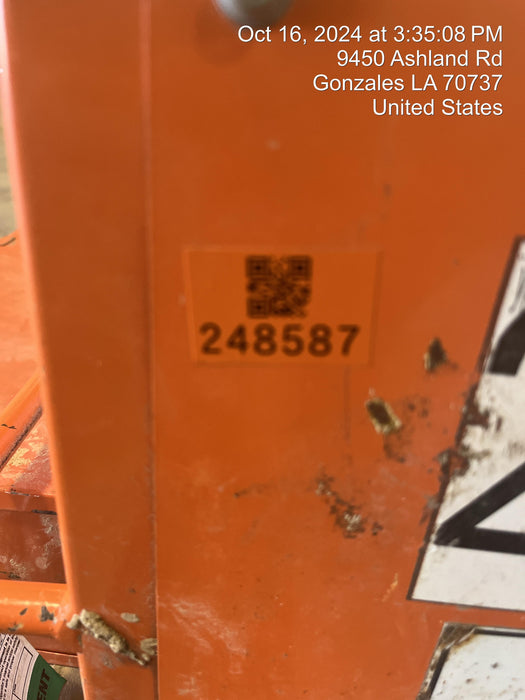 Oct 16, 2024 at 3:35:08 PM
9450 Ashland Rd
Gonzales LA 70737
United States
248587